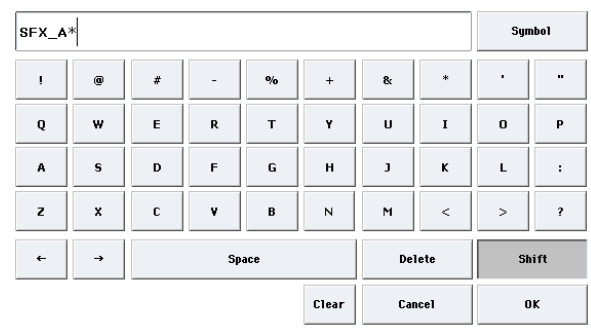 SFX_A* Symbol
! @ # - % + & * ' "
Q W E R T Y U I O P
A S D F G H J K L :
Z X C V B N M < > ?
← → Space Delete Shift
Clear Cancel OK